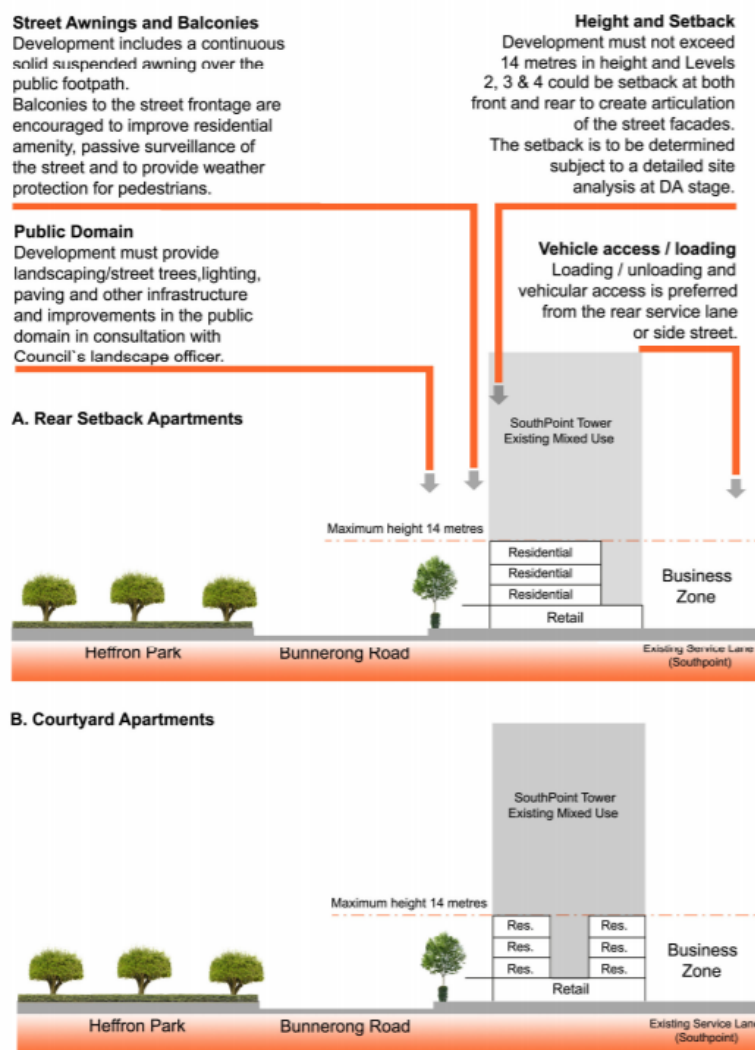 Street Awnings and Balconies
Development includes a continuous
solid suspended awning over the
public footpath.
Balconies to the street frontage are
encouraged to improve residential
amenity, passive surveillance of
the street and to provide weather
protection for pedestrians.
Height and Setback
Development must not exceed
14 metres in height and Levels
2, 3 & 4 could be setback at both
front and rear to create articulation
of the street facades.
The setback is to be determined
subject to a detailed site
analysis at DA stage.
Public Domain
Development must provide
landscaping/street trees,lighting,
paving and other infrastructure
and improvements in the public
domain in consultation with
Council`s landscape officer.
Vehicle access / loading
Loading / unloading and
vehicular access is preferred
from the rear service lane
or side street.
A. Rear Setback Apartments
SouthPoint Tower
Existing Mixed Use
Maximum height 14 metres
Residential
Residential
Residential
Retail
Business
Zone
Heffron Park
Bunnerong Road
Existing Service Lane
(Southpoint)
B. Courtyard Apartments
SouthPoint Tower
Existing Mixed Use
Maximum height 14 metres
Res.
Res.
Res.
Res.
Res.
Res.
Retail
Business
Zone
Heffron Park
Bunnerong Road
Existing Service Lane
(Southpoint)